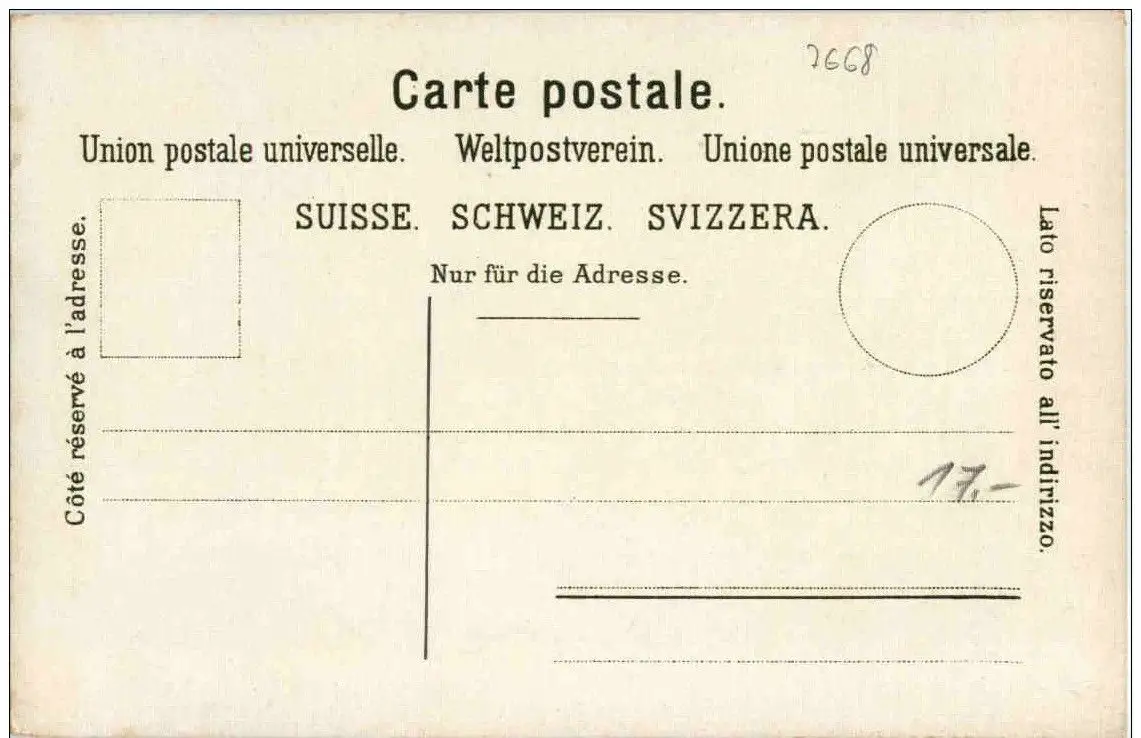 7668
Carte postale.
Union postale universelle. Weltpostverein. Unione postale universale.
SUISSE. SCHWEIZ. SVIZZERA.
Nur für die Adresse.
Côté réservé à l'adresse.
Lato riservato all' indirizzo.
17.-